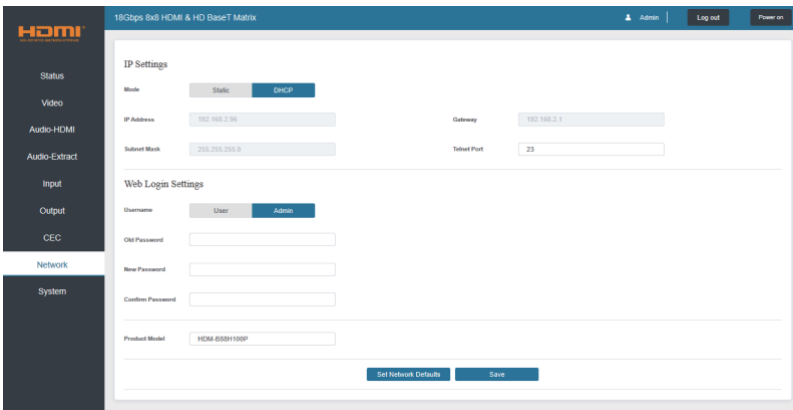 HDMI
18Gbps 8x8 HDMI & HD BaseT Matrix
Admin
Log out
Power on
Status
Video
Audio-HDMI
Audio-Extract
Input
Output
CEC
Network
System
IP Settings
Mode Static DHCP
IP Address 192.168.2.96 Gateway 192.168.2.1
Subnet Mask 255.255.255.0 Telnet Port 23
Web Login Settings
Username User Admin
Old Password
New Password
Confirm Password
Product Model HDM-B58H100P
Set Network Defaults Save